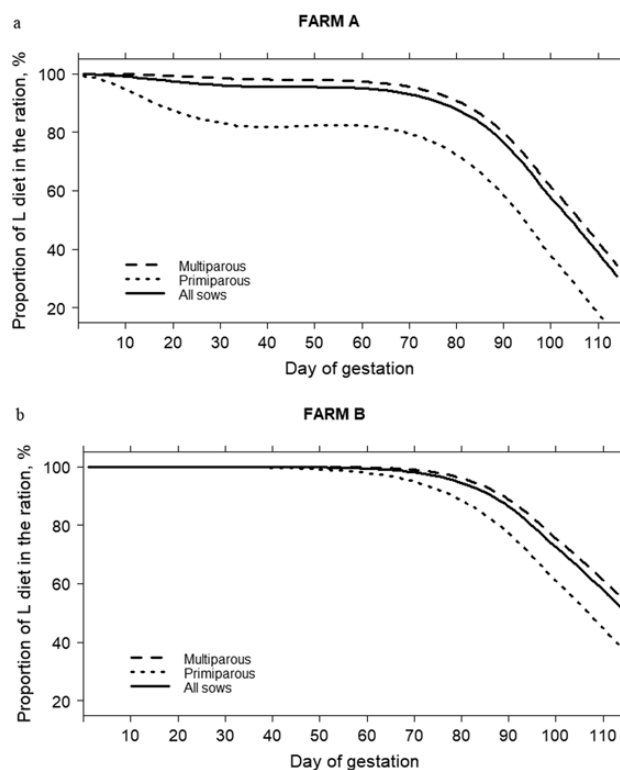 a
FARM A
Proportion of L diet in the ration, %
100
80
60
40
20
Multiparous
Primiparous
All sows
10 20 30 40 50 60 70 80 90 100 110
Day of gestation
b
FARM B
Proportion of L diet in the ration, %
100
80
60
40
20
Multiparous
Primiparous
All sows
10 20 30 40 50 60 70 80 90 100 110
Day of gestation